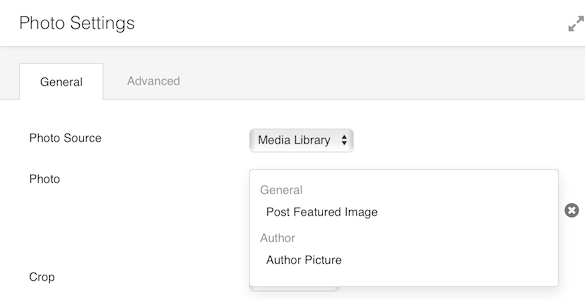 Photo Settings
General
Advanced
Photo Source
Media Library
Photo
General
Post Featured Image
Author
Author Picture
Crop